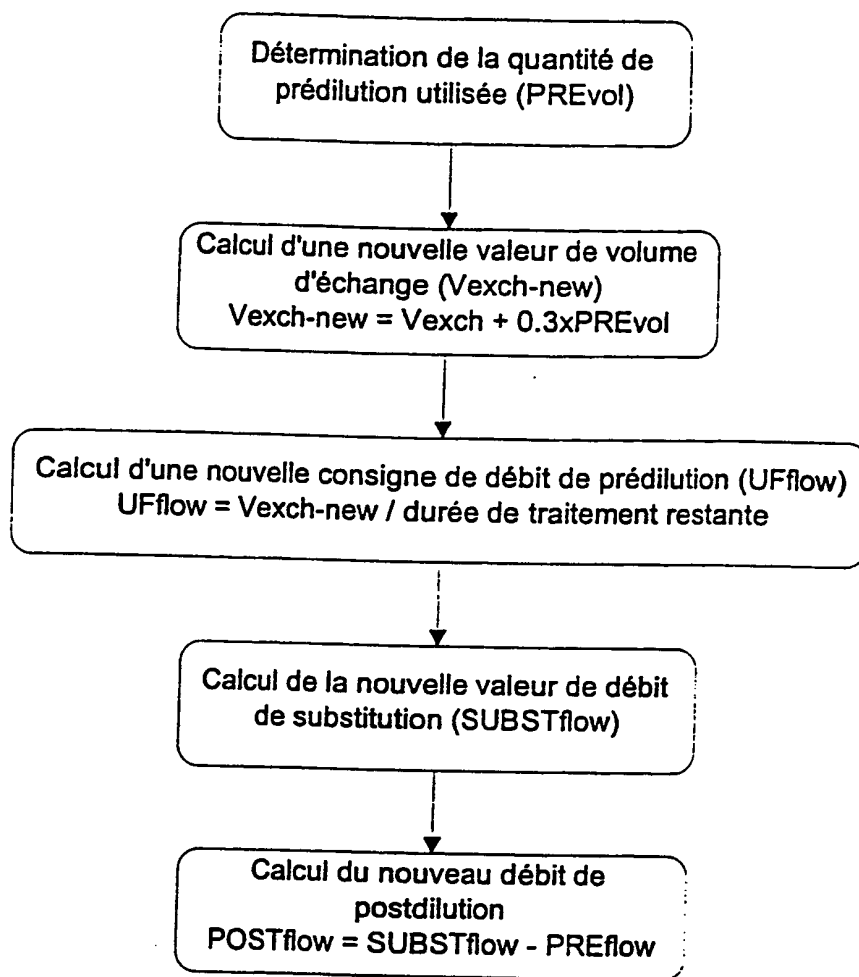 Détermination de la quantité de
prédilution utilisée (PREvol)
Calcul d'une nouvelle valeur de volume
d'échange (Vexch-new)
Vexch-new = Vexch + 0.3xPREvol
Calcul d'une nouvelle consigne de débit de prédilution (UFflow)
UFflow = Vexch-new / durée de traitement restante
Calcul de la nouvelle valeur de débit
de substitution (SUBSTflow)
Calcul du nouveau débit de
postdilution
POSTflow = SUBSTflow - PREflow